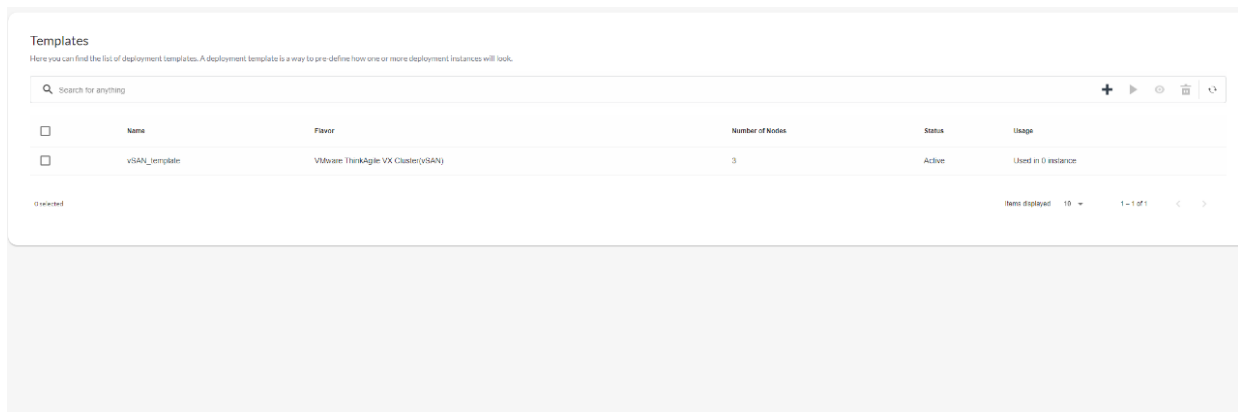 Templates
Here you can find the list of deployment templates. A deployment template is a way to pre-define how one or more deployment instances will look.
Search for anything
Name Flavor Number of Nodes Status Usage
vSAN_template VMware ThinkAgile VX Cluster(vSAN) 3 Active Used in 0 instance
0 selected Items displayed 10 1 – 1 of 1